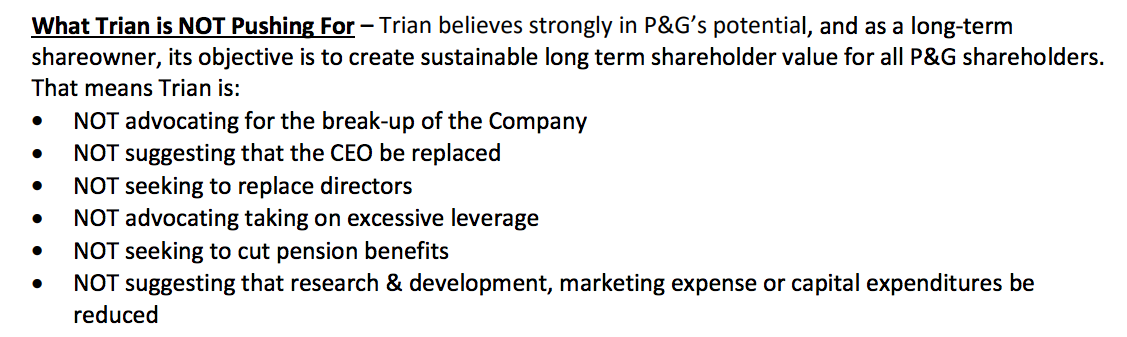 What Trian is NOT Pushing For – Trian believes strongly in P&G’s potential, and as a long-term
shareowner, its objective is to create sustainable long term shareholder value for all P&G shareholders.
That means Trian is:
• NOT advocating for the break-up of the Company
• NOT suggesting that the CEO be replaced
• NOT seeking to replace directors
• NOT advocating taking on excessive leverage
• NOT seeking to cut pension benefits
• NOT suggesting that research & development, marketing expense or capital expenditures be
reduced